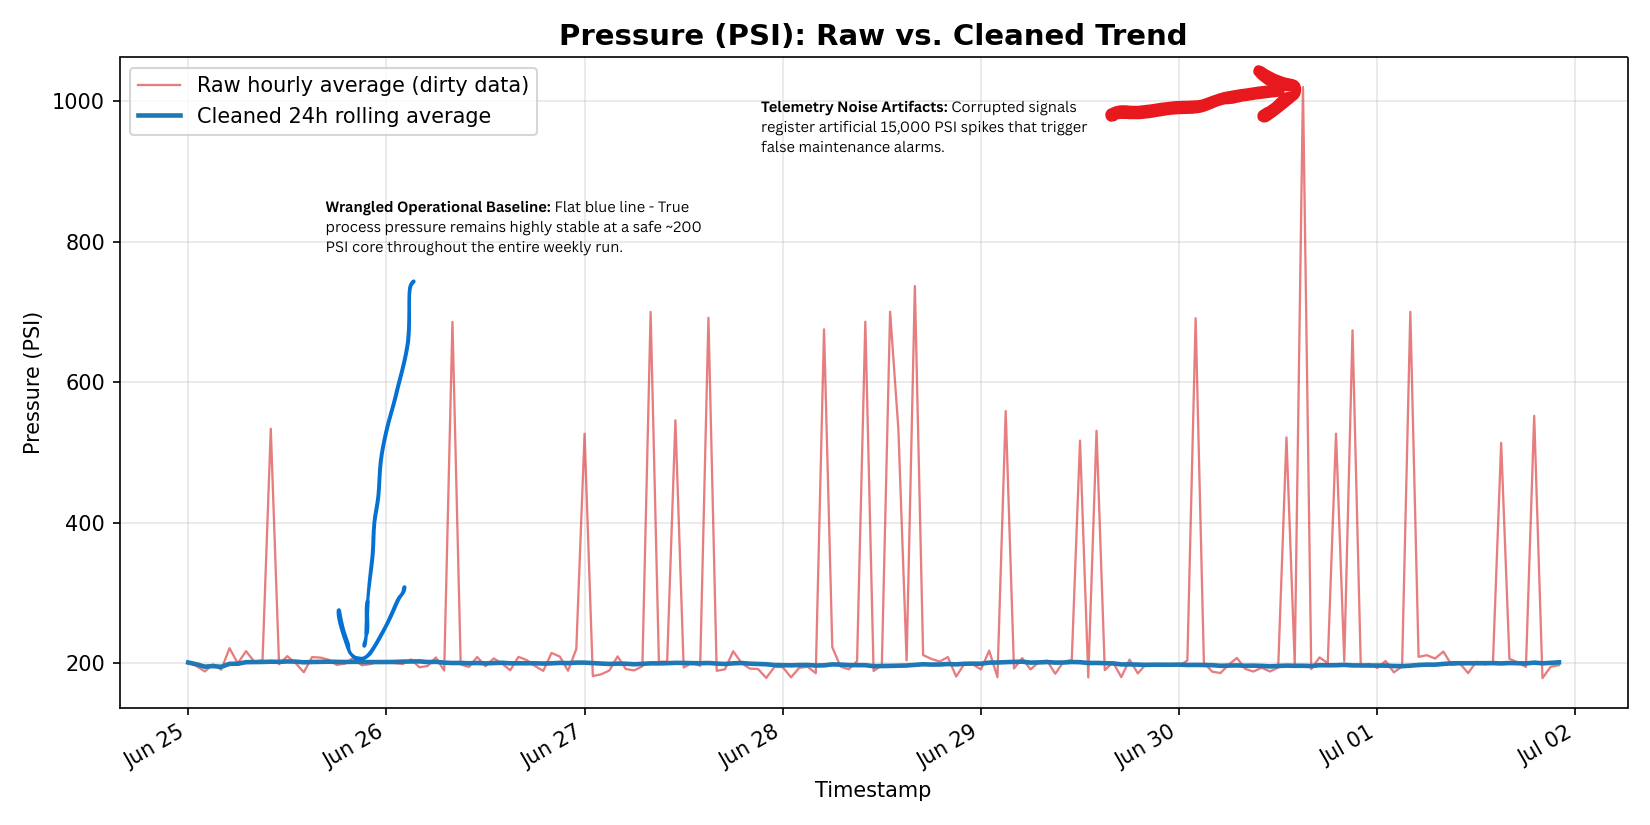 Pressure (PSI): Raw vs. Cleaned Trend
Raw hourly average (dirty data)
Cleaned 24h rolling average
Telemetry Noise Artifacts: Corrupted signals
register artificial 15,000 PSI spikes that trigger
false maintenance alarms.
Wrangled Operational Baseline: Flat blue line - True
process pressure remains highly stable at a safe ~200
PSI core throughout the entire weekly run.
Pressure (PSI)
1000
800
600
400
200
Jun 25
Jun 26
Jun 27
Jun 28
Jun 29
Jun 30
Jul 01
Jul 02
Timestamp